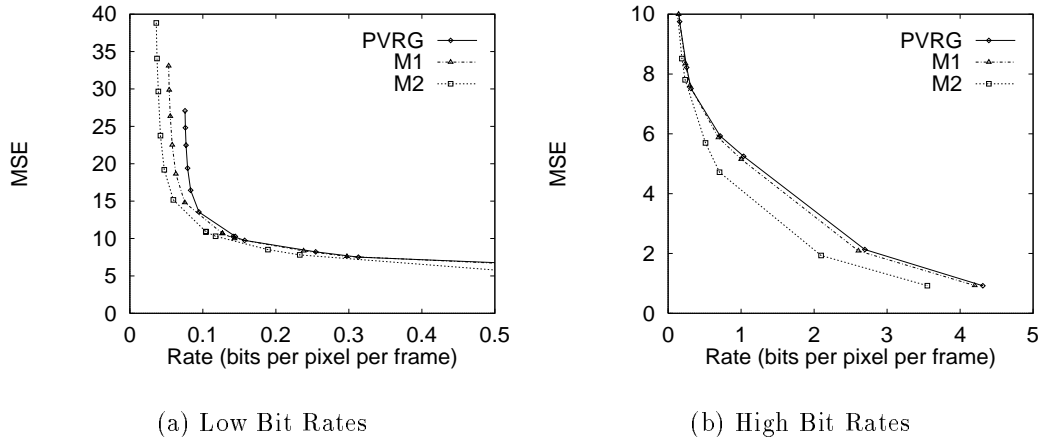 40
35
30
25
20
15
10
5
0
MSE
PVRG
M1
M2
0 0.1 0.2 0.3 0.4 0.5
Rate (bits per pixel per frame)
(a) Low Bit Rates
10
8
6
4
2
0
MSE
PVRG
M1
M2
0 1 2 3 4 5
Rate (bits per pixel per frame)
(b) High Bit Rates